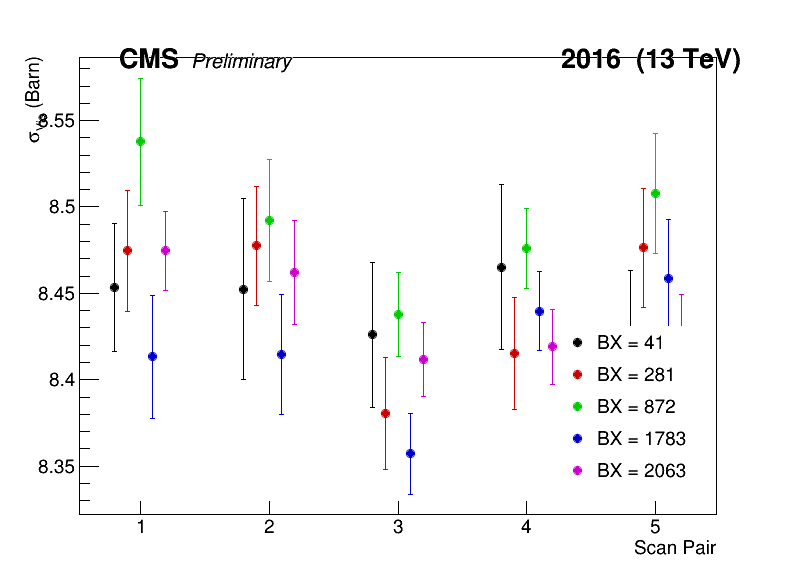 CMS Preliminary 2016 (13 TeV)
σ (Barn)
8.55
8.5
8.45
8.4
8.35
BX = 41
BX = 281
BX = 872
BX = 1783
BX = 2063
1 2 3 4 5
Scan Pair